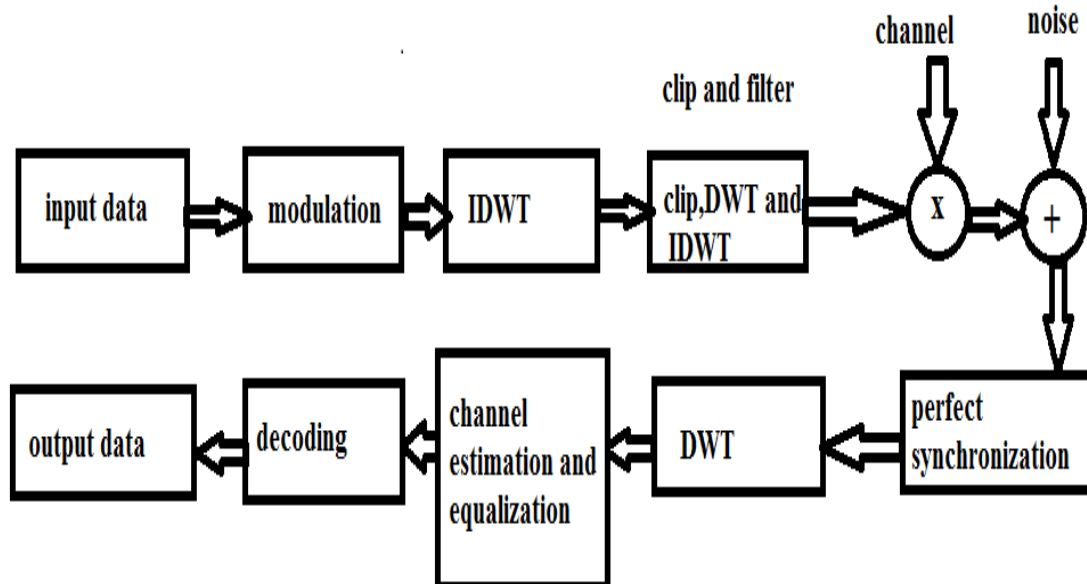 channel
noise
clip and filter
input data
modulation
IDWT
clip,DWT and
IDWT
x
+
perfect
synchronization
DWT
channel
estimation and
equalization
decoding
output data